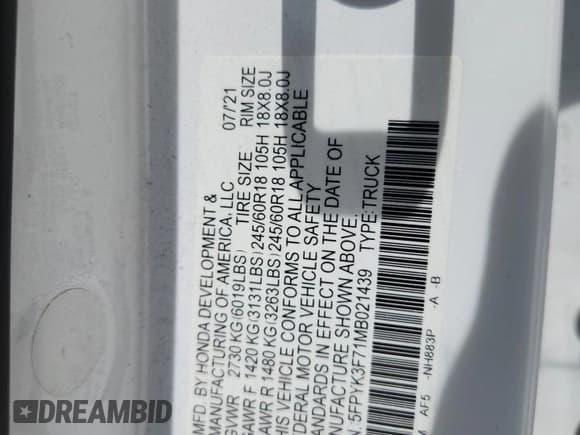 MFD. BY HONDA DEVELOPMENT &
MANUFACTURING OF AMERICA, LLC 07/'21
GVWR 2730 KG(6019LBS) TIRE SIZE RIM SIZE
GAWR F 1420 KG(3131LBS)245/60R18 105H 18X8.0J
GAWR R 1480 KG(3263LBS)245/60R18 105H 18X8.0J
THIS VEHICLE CONFORMS TO ALL APPLICABLE
FEDERAL MOTOR VEHICLE SAFETY
STANDARDS IN EFFECT ON THE DATE OF
MANUFACTURE SHOWN ABOVE.
5FPYK3F71MB021439 TYPE:TRUCK
AF5 -NH883P -A -B
DREAMBID